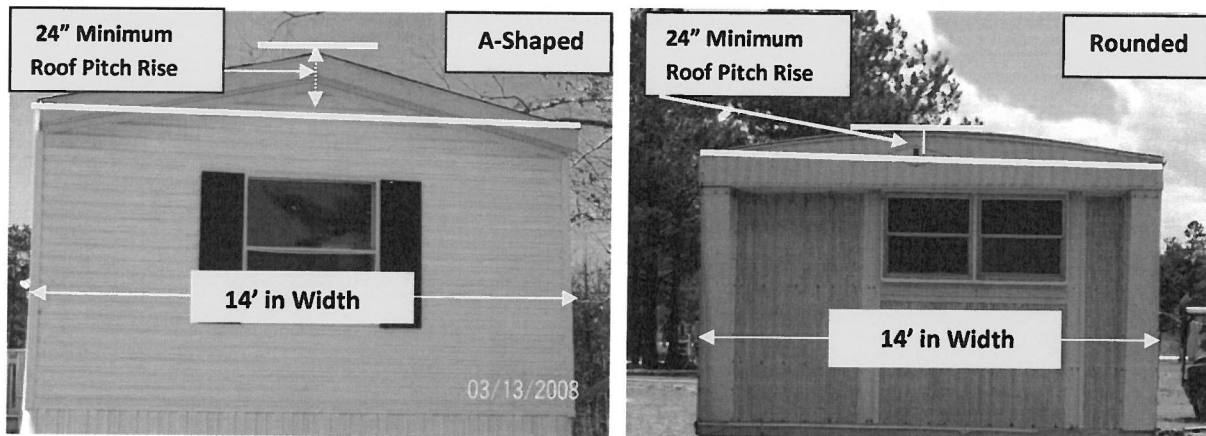 24” Minimum
Roof Pitch Rise
A-Shaped
14’ in Width
03/13/2008
24” Minimum
Roof Pitch Rise
Rounded
14’ in Width